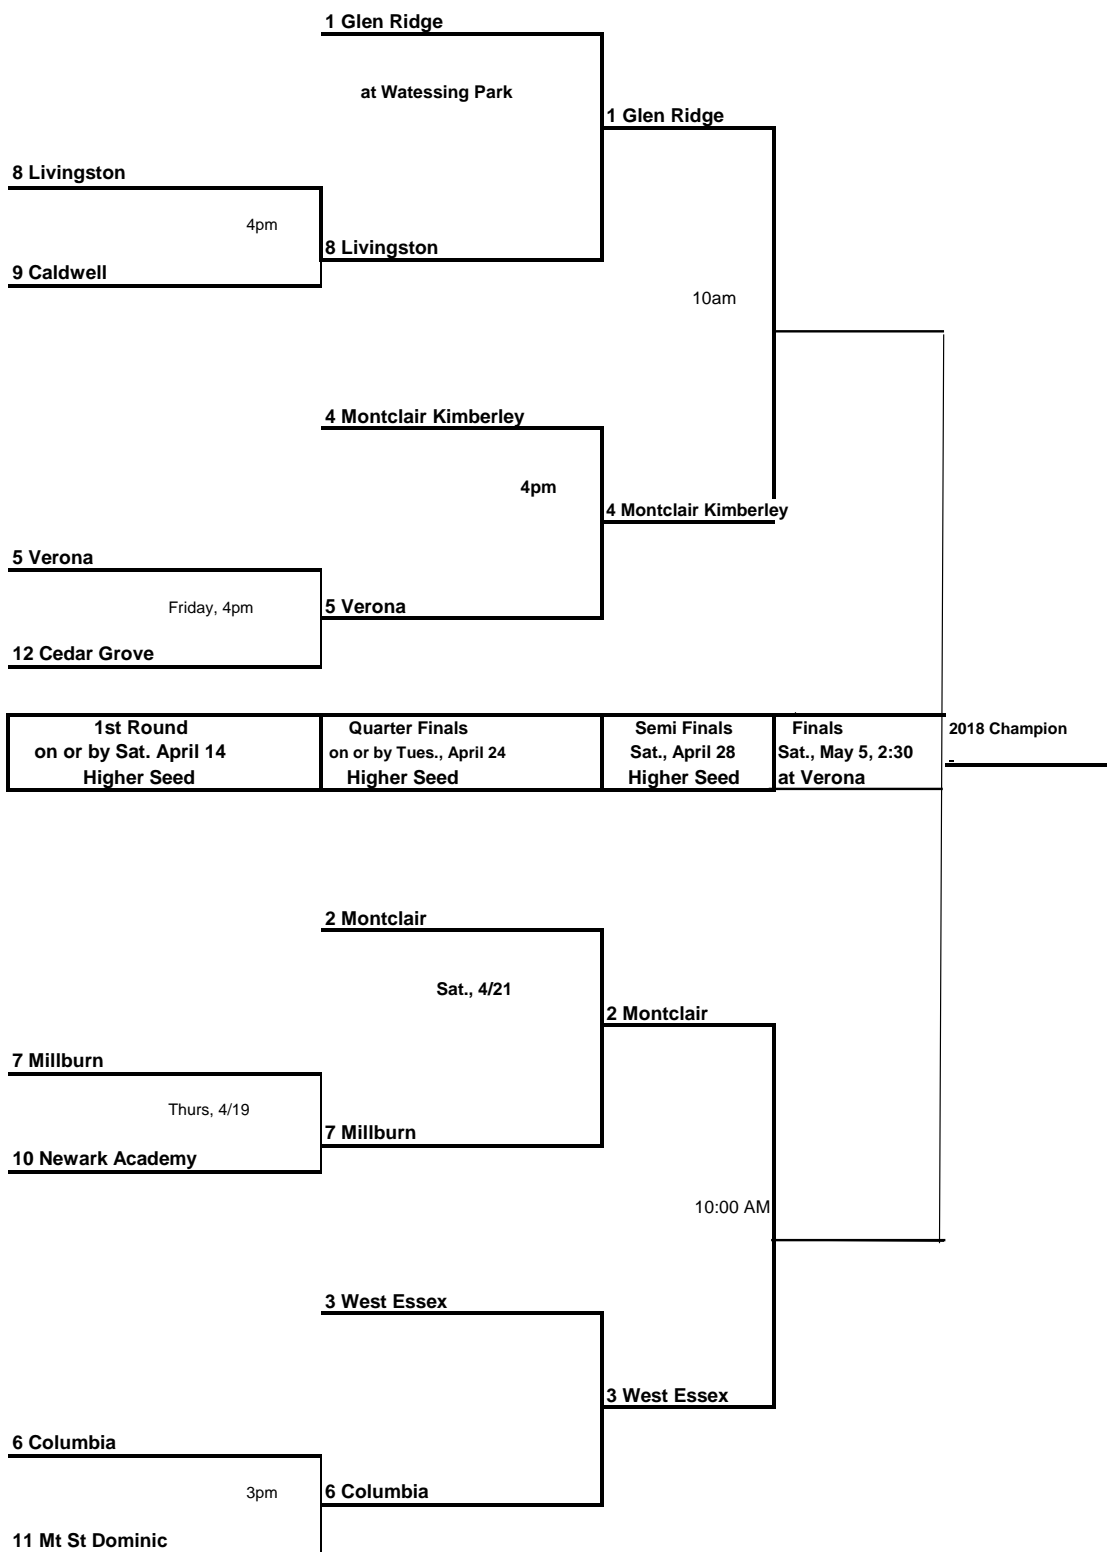 1 Glen Ridge
at Watessing Park
1 Glen Ridge
8 Livingston
4pm
8 Livingston
9 Caldwell
10am
4 Montclair Kimberley
4pm
4 Montclair Kimberley
5 Verona
Friday, 4pm
5 Verona
12 Cedar Grove
1st Round
on or by Sat. April 14
Higher Seed
Quarter Finals
on or by Tues., April 24
Higher Seed
Semi Finals
Sat., April 28
Higher Seed
Finals
Sat., May 5, 2:30
at Verona
2018 Champion
-
2 Montclair
Sat., 4/21
2 Montclair
7 Millburn
Thurs, 4/19
7 Millburn
10 Newark Academy
10:00 AM
3 West Essex
3 West Essex
6 Columbia
3pm
6 Columbia
11 Mt St Dominic